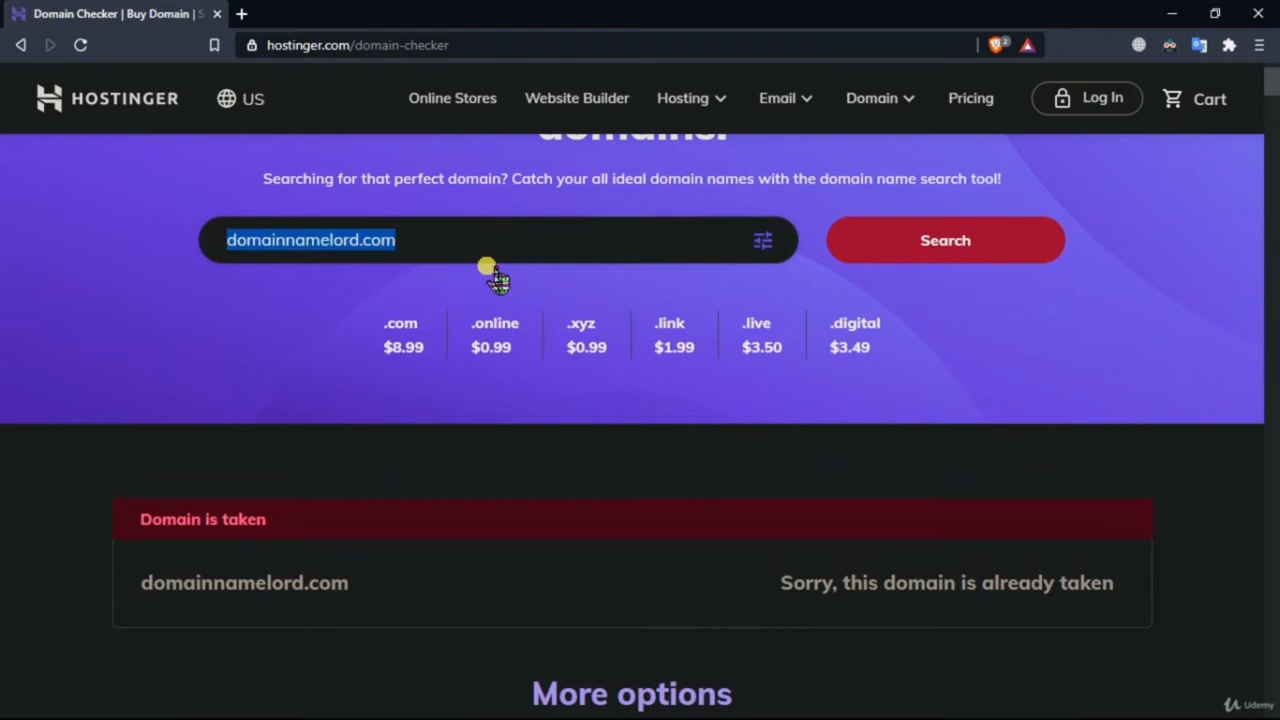 Domain Checker | Buy Domain |
hostinger.com/domain-checker
2
HOSTINGER
US
Online Stores
Website Builder
Hosting
Email
Domain
Pricing
Log In
Cart
domains!
Searching for that perfect domain? Catch your all ideal domain names with the domain name search tool!
domainnamelord.com
Search
.com
$8.99
.online
$0.99
.xyz
$0.99
.link
$1.99
.live
$3.50
.digital
$3.49
Domain is taken
domainnamelord.com
Sorry, this domain is already taken
More options
Udemy